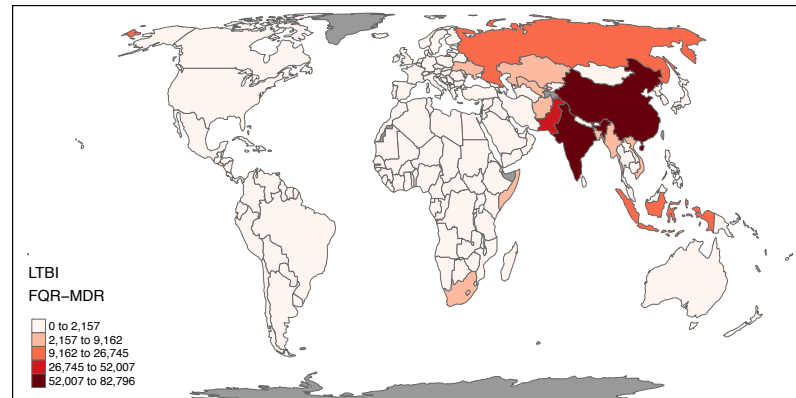 LTBI
FQR−MDR
0 to 2,157
2,157 to 9,162
9,162 to 26,745
26,745 to 52,007
52,007 to 82,796